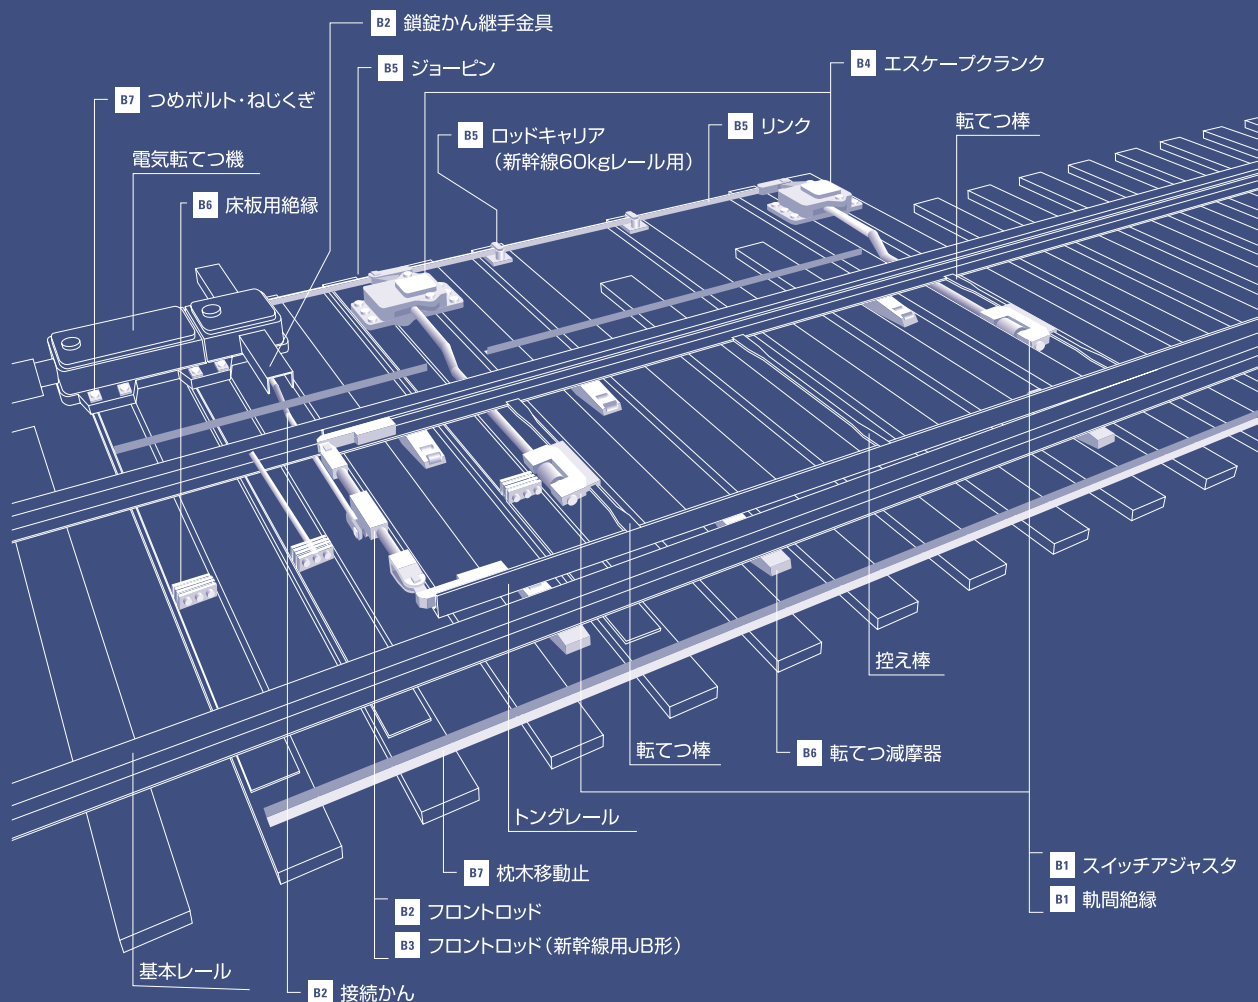 B2 鎖錠かん継手金具
B5 ジョーピン
B4 エスケープクランク
B7 つめボルト・ねじくぎ
B5 ロッドキャリア
(新幹線60kgレール用)
B5 リンク
転てつ棒
電気転てつ機
B6 床板用絶縁
控え棒
転てつ棒
B6 転てつ減摩器
トングレール
B7 枕木移動止
B1 スイッチアジャスタ
B1 軌間絶縁
B2 フロントロッド
B3 フロントロッド(新幹線用JB形)
基本レール
B2 接続かん